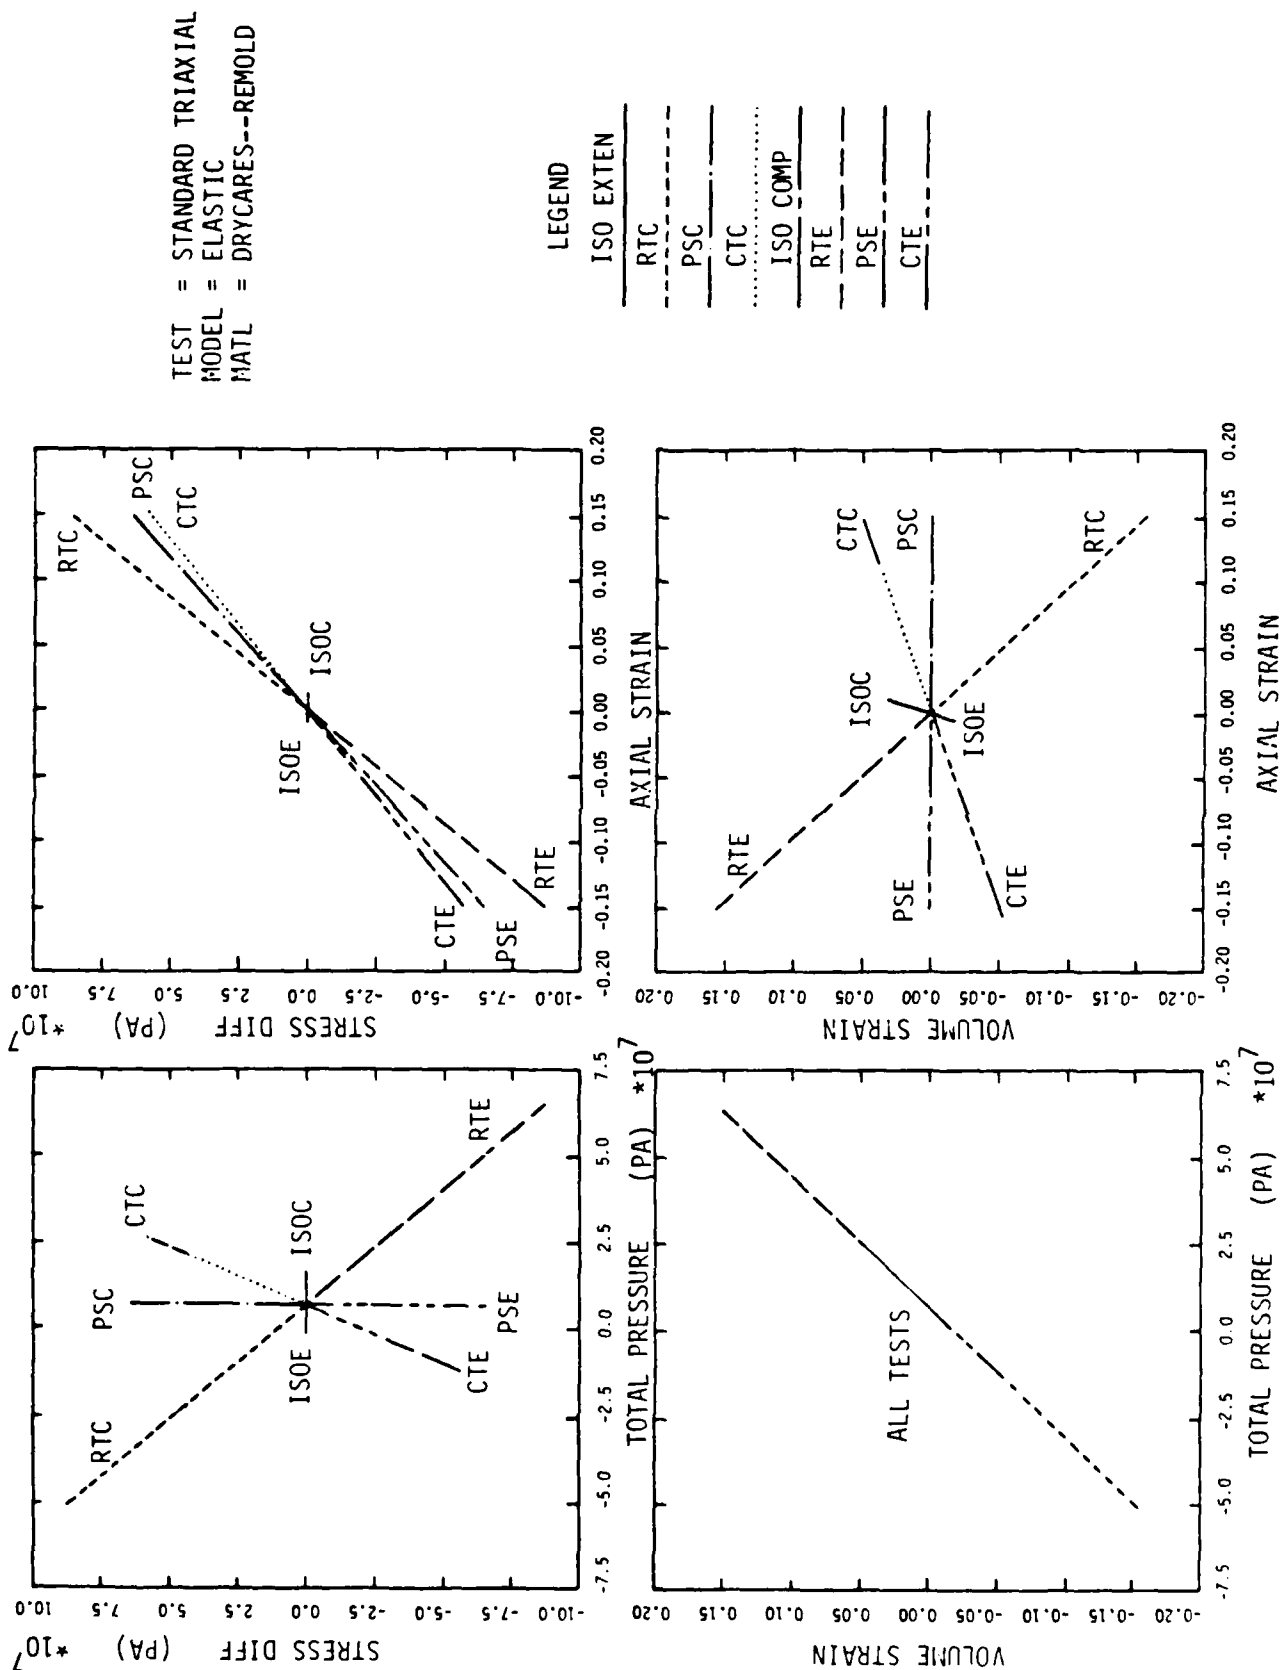 TEST = STANDARD TRIAXIAL
MODEL = ELASTIC
MATL = DRYCARES--REMOLD
LEGEND
ISO EXTEN
RTC
PSC
CTC
ISO COMP
RTE
PSE
CTE
*10^7
STRESS DIFF (PA)
10.0
7.5
5.0
2.5
0.0
-2.5
-5.0
-7.5
-10.0
RTC
PSC
CTC
ISOE
ISOC
CTE
PSE
RTE
-7.5 -5.0 -2.5 0.0 2.5 5.0 7.5
TOTAL PRESSURE (PA) *10^7
*10^7
STRESS DIFF (PA)
10.0
7.5
5.0
2.5
0.0
-2.5
-5.0
-7.5
-10.0
RTC
PSC
CTC
ISOE
ISOC
CTE
PSE
RTE
-0.20 -0.15 -0.10 -0.05 0.00 0.05 0.10 0.15 0.20
AXIAL STRAIN
VOLUME STRAIN
0.20
0.15
0.10
0.05
0.00
-0.05
-0.10
-0.15
-0.20
ALL TESTS
-7.5 -5.0 -2.5 0.0 2.5 5.0 7.5
TOTAL PRESSURE (PA) *10^7
VOLUME STRAIN
0.20
0.15
0.10
0.05
0.00
-0.05
-0.10
-0.15
-0.20
RTE
ISOC
CTC
PSE
PSC
ISOE
CTE
RTC
-0.20 -0.15 -0.10 -0.05 0.00 0.05 0.10 0.15 0.20
AXIAL STRAIN